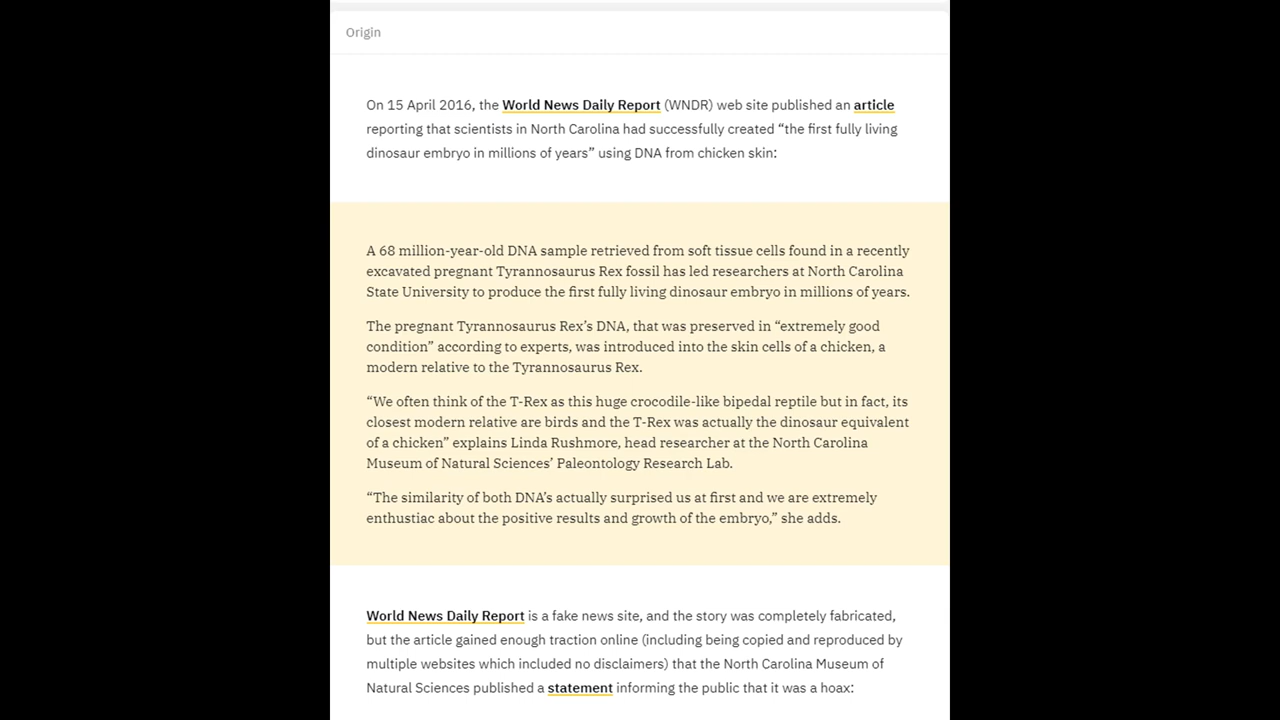 Origin
On 15 April 2016, the World News Daily Report (WNDR) web site published an article
reporting that scientists in North Carolina had successfully created “the first fully living
dinosaur embryo in millions of years” using DNA from chicken skin:
A 68 million-year-old DNA sample retrieved from soft tissue cells found in a recently
excavated pregnant Tyrannosaurus Rex fossil has led researchers at North Carolina
State University to produce the first fully living dinosaur embryo in millions of years.
The pregnant Tyrannosaurus Rex’s DNA, that was preserved in “extremely good
condition” according to experts, was introduced into the skin cells of a chicken, a
modern relative to the Tyrannosaurus Rex.
“We often think of the T-Rex as this huge crocodile-like bipedal reptile but in fact, its
closest modern relative are birds and the T-Rex was actually the dinosaur equivalent
of a chicken” explains Linda Rushmore, head researcher at the North Carolina
Museum of Natural Sciences’ Paleontology Research Lab.
“The similarity of both DNA’s actually surprised us at first and we are extremely
enthustiac about the positive results and growth of the embryo,” she adds.
World News Daily Report is a fake news site, and the story was completely fabricated,
but the article gained enough traction online (including being copied and reproduced by
multiple websites which included no disclaimers) that the North Carolina Museum of
Natural Sciences published a statement informing the public that it was a hoax: